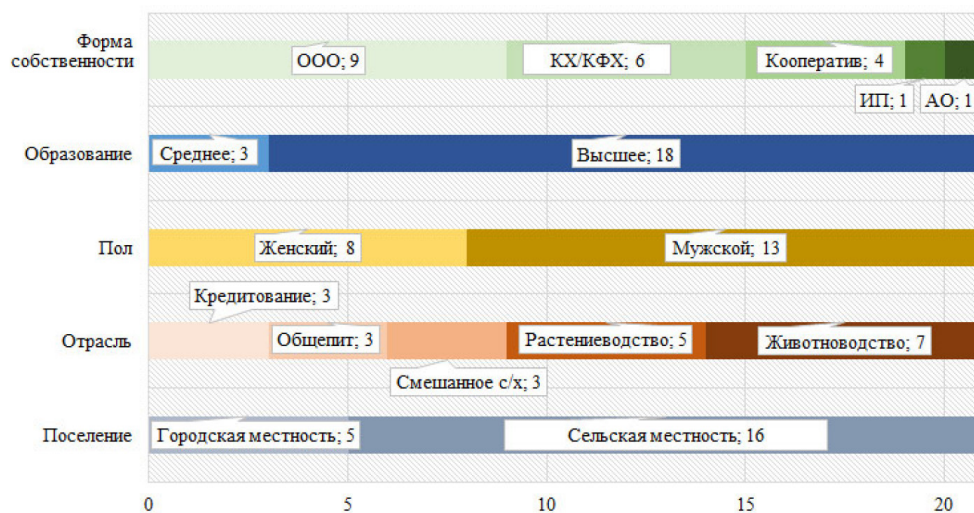 Форма
собственности
ООО; 9
КХ/КФХ; 6
Кооператив; 4
ИП; 1
АО; 1
Образование
Среднее; 3
Высшее; 18
Пол
Женский; 8
Мужской; 13
Кредитование; 3
Отрасль
Общепит; 3
Растениеводство; 5
Животноводство; 7
Смешанное с/х; 3
Поселение
Городская местность; 5
Сельская местность; 16
0 5 10 15 20